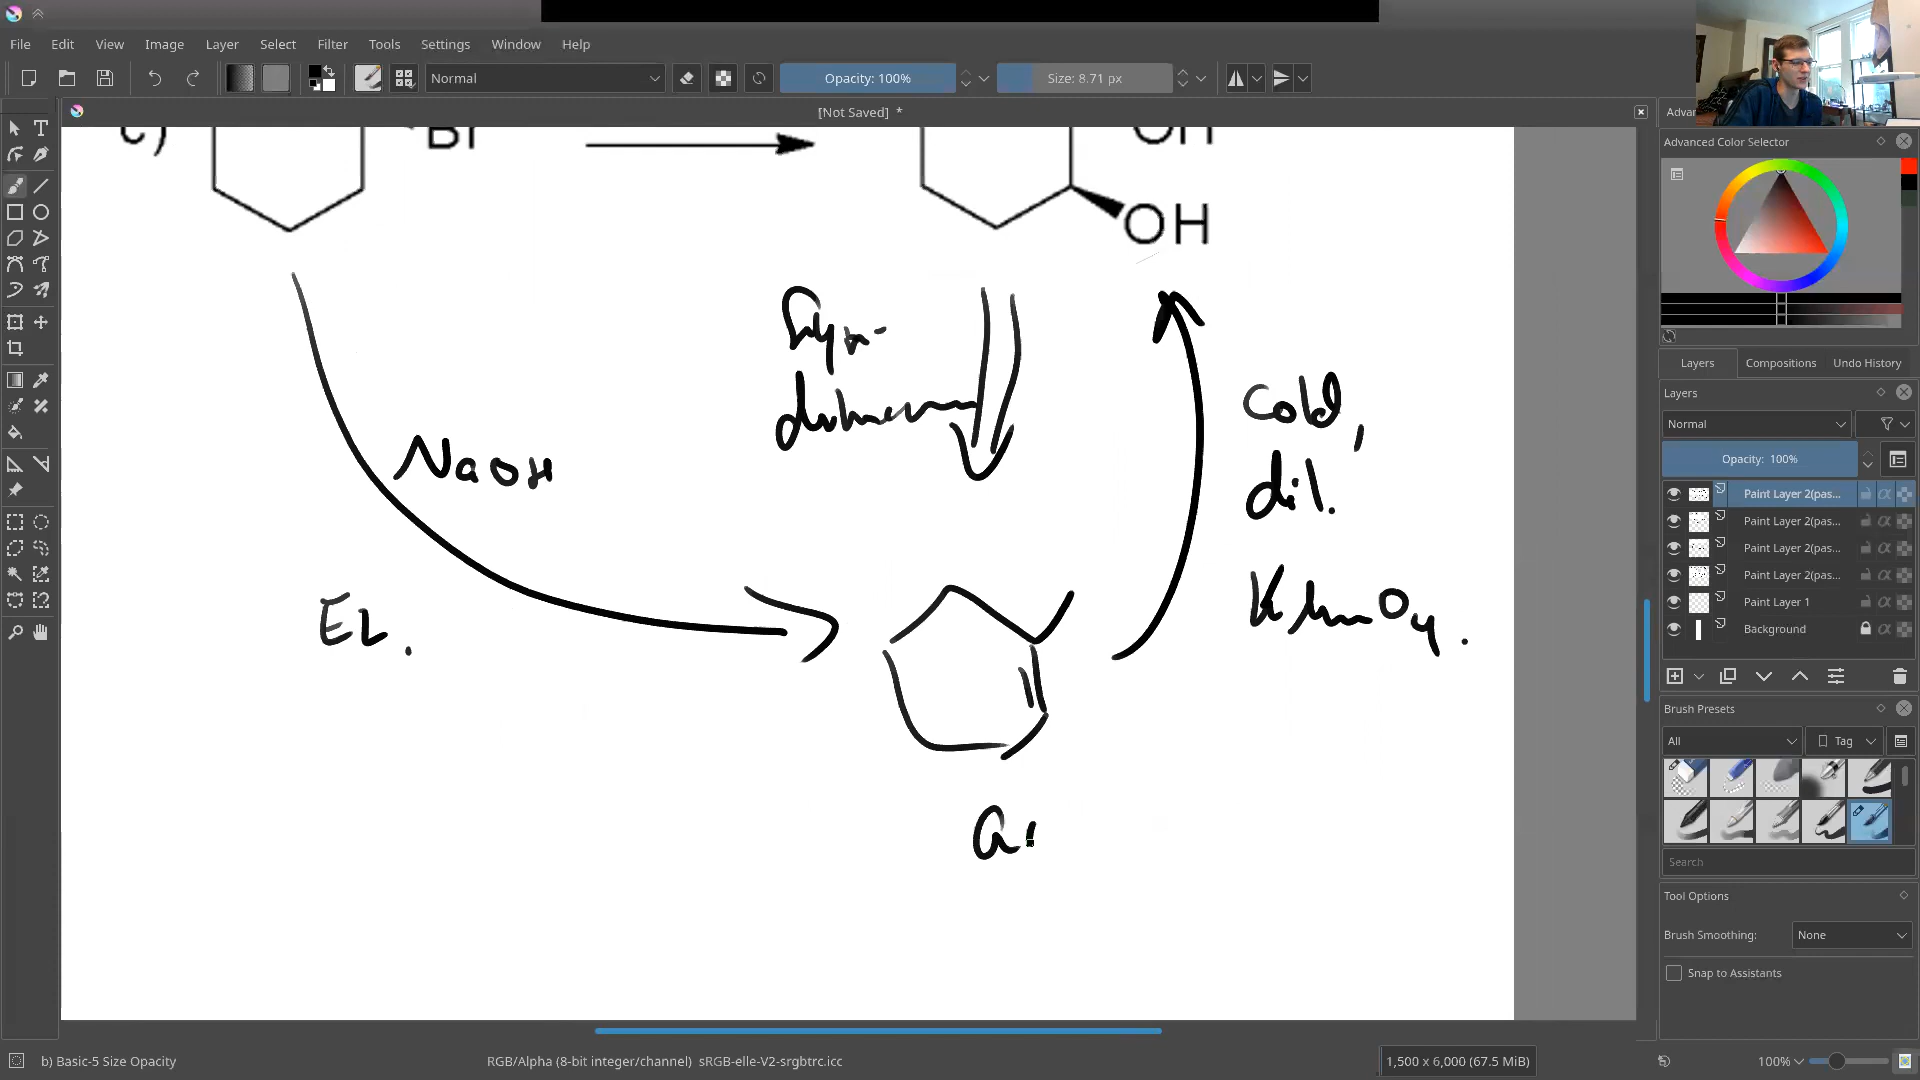 File Edit View Image Layer Select Filter Tools Settings Window Help
Normal
Opacity: 100%
Size: 8.71 px
[Not Saved] *
Advanced Color Selector
Layers Compositions Undo History
Layers
Normal
Opacity: 100%
Paint Layer 2(pas...
Paint Layer 2(pas...
Paint Layer 2(pas...
Paint Layer 2(pas...
Paint Layer 1
Background
Brush Presets
All
Tag
Search
Tool Options
Brush Smoothing: None
Snap to Assistants
c)
Br
OH
OH
Syn-
NaOH
Cold,
dil.
KMnO4.
E2.
b) Basic-5 Size Opacity
RGB/Alpha (8-bit integer/channel) sRGB-elle-V2-srgbtrc.icc
1,500 x 6,000 (67.5 MiB)
100%